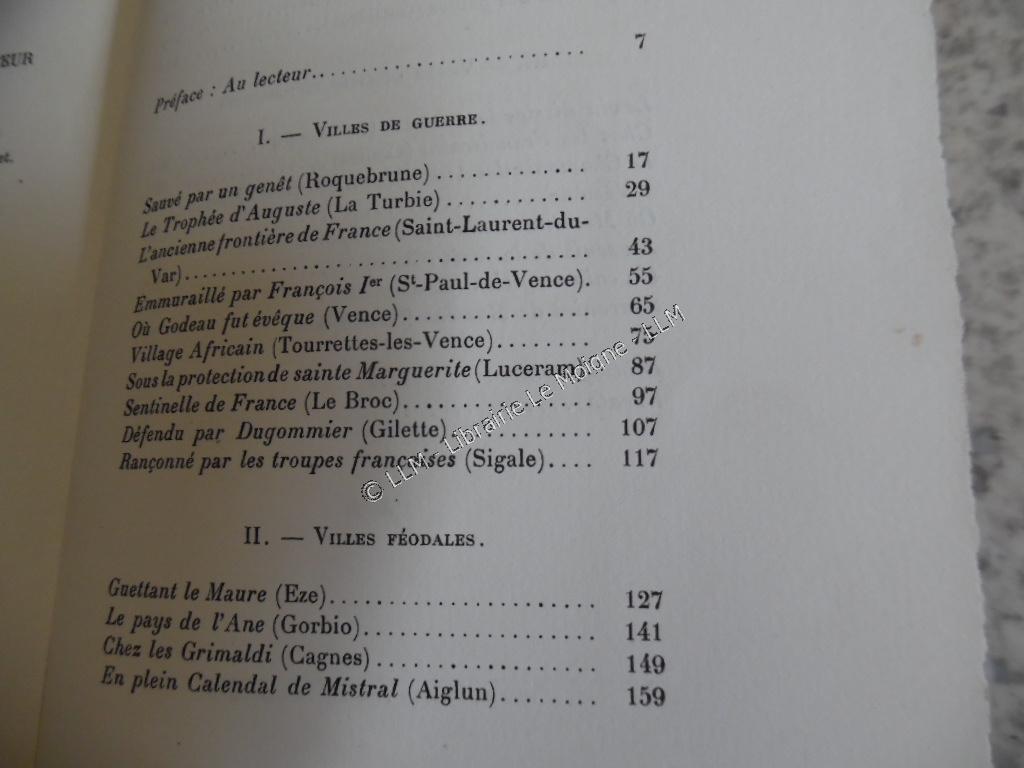 EUR
et.
Préface : Au lecteur.............................. 7
I. — VILLES DE GUERRE.
Sauvé par un genêt (Roquebrune) ............. 17
Le Trophée d'Auguste (La Turbie) ............ 29
L'ancienne frontière de France (Saint-Laurent-du-
Var)................................... 43
Emmuraillé par François Ier (St-Paul-de-Vence). 55
Où Godeau fut évêque (Vence)................ 65
Village Africain (Tourrettes-les-Vence)........ 75
Sous la protection de sainte Marguerite (Luceram). 87
Sentinelle de France (Le Broc)................ 97
Défendu par Dugommier (Gilette)............ 107
Rançonné par les troupes françaises (Sigale).... 117
II. — VILLES FÉODALES.
Guettant le Maure (Eze)....................... 127
Le pays de l'Ane (Gorbio)................... 141
Chez les Grimaldi (Cagnes) .................. 149
En plein Calendal de Mistral (Aiglun)........ 159
© LLM - Librairie Le Moigne - LLM